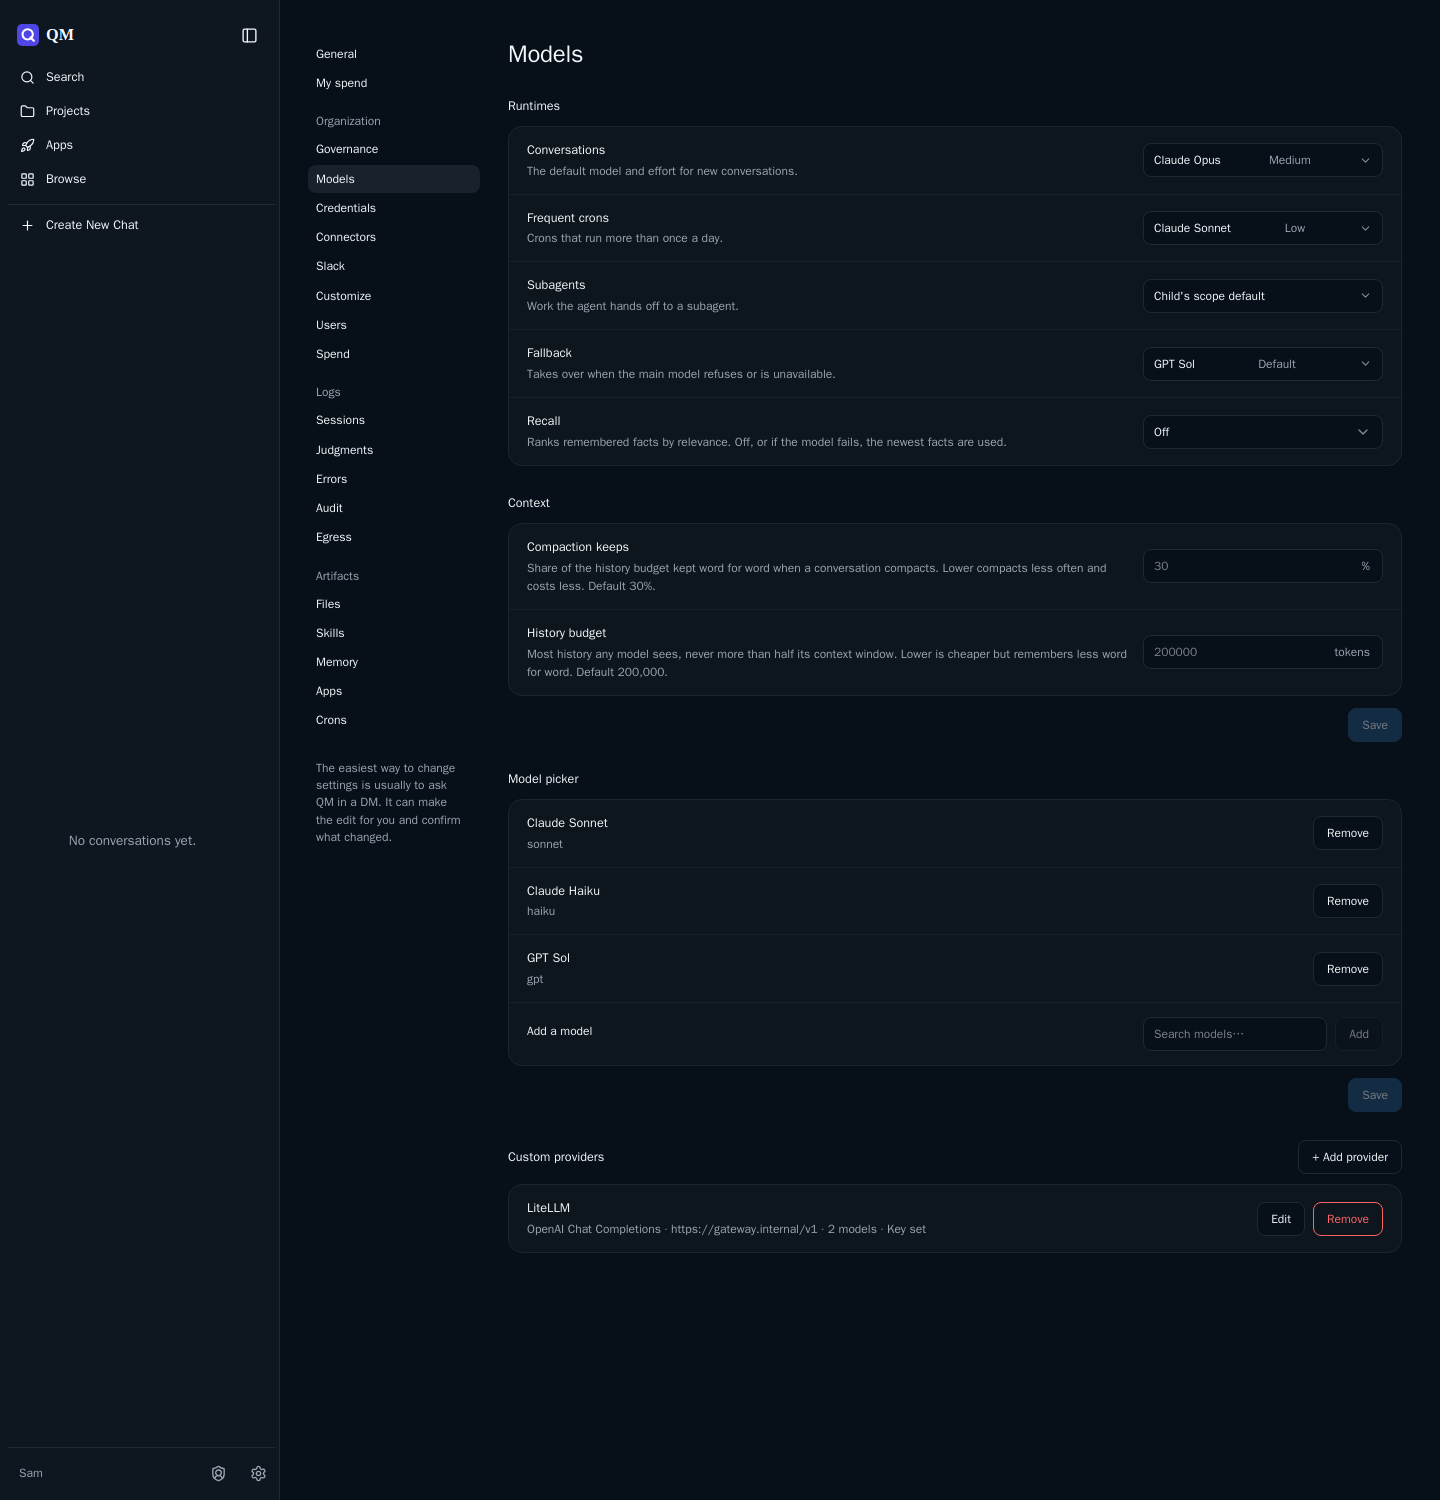 QM
Search
Projects
Apps
Browse
Create New Chat
No conversations yet.
Sam
General
My spend
Organization
Governance
Models
Credentials
Connectors
Slack
Customize
Users
Spend
Logs
Sessions
Judgments
Errors
Audit
Egress
Artifacts
Files
Skills
Memory
Apps
Crons
The easiest way to change
settings is usually to ask
QM in a DM. It can make
the edit for you and confirm
what changed.
Models
Runtimes
Conversations
The default model and effort for new conversations.
Claude Opus Medium
Frequent crons
Crons that run more than once a day.
Claude Sonnet Low
Subagents
Work the agent hands off to a subagent.
Child's scope default
Fallback
Takes over when the main model refuses or is unavailable.
GPT Sol Default
Recall
Ranks remembered facts by relevance. Off, or if the model fails, the newest facts are used.
Off
Context
Compaction keeps
Share of the history budget kept word for word when a conversation compacts. Lower compacts less often and
costs less. Default 30%.
30 %
History budget
Most history any model sees, never more than half its context window. Lower is cheaper but remembers less word
for word. Default 200,000.
200000 tokens
Save
Model picker
Claude Sonnet
sonnet
Remove
Claude Haiku
haiku
Remove
GPT Sol
gpt
Remove
Add a model
Search models…
Add
Save
Custom providers
+ Add provider
LiteLLM
OpenAI Chat Completions · https://gateway.internal/v1 · 2 models · Key set
Edit
Remove